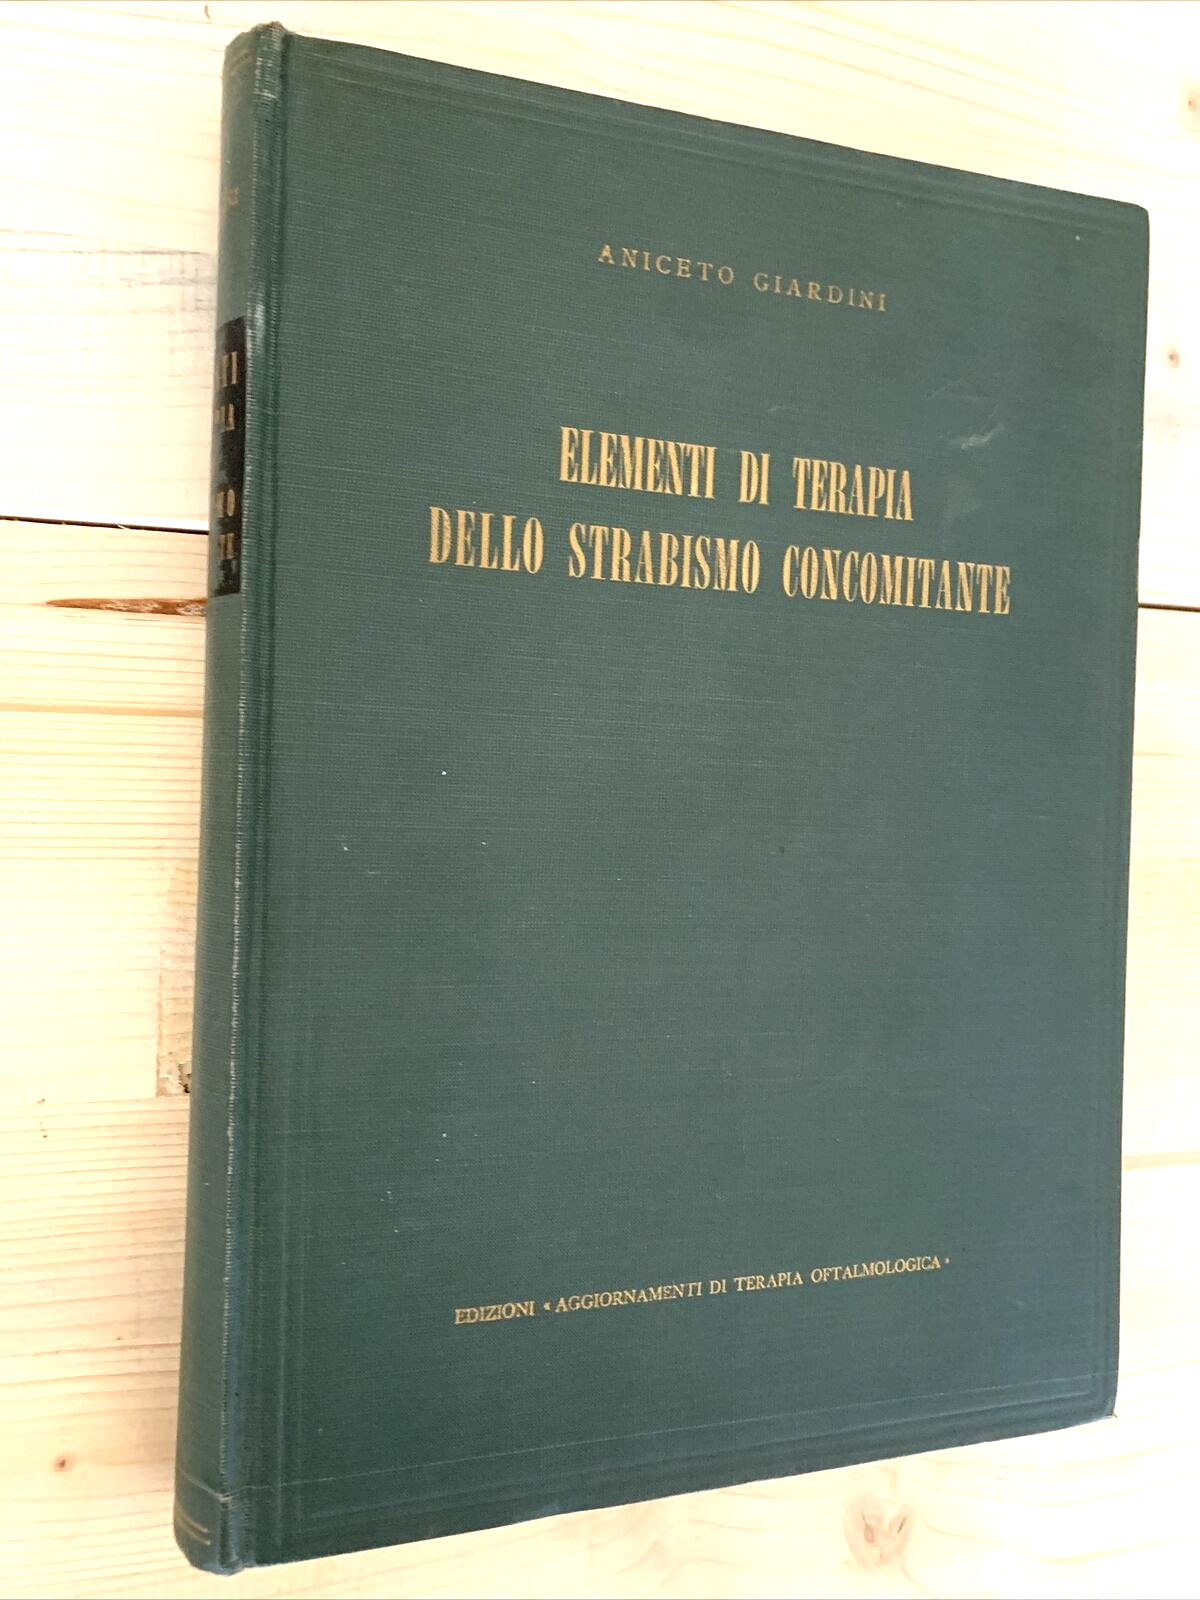 ANICETO GIARDINI
ELEMENTI DI TERAPIA
DELLO STRABISMO CONCOMITANTE
EDIZIONI « AGGIORNAMENTI DI TERAPIA OFTALMOLOGICA »